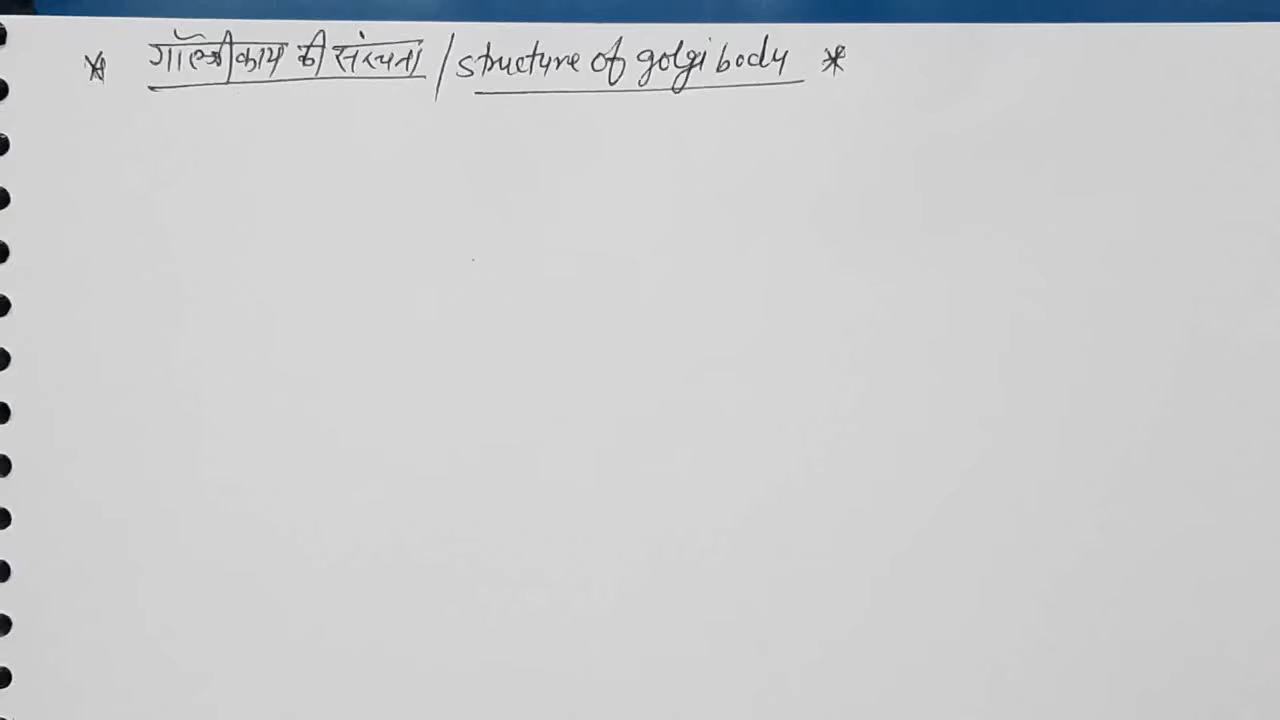 * गॉल्जीकाय की संरचना / structure of golgi body *